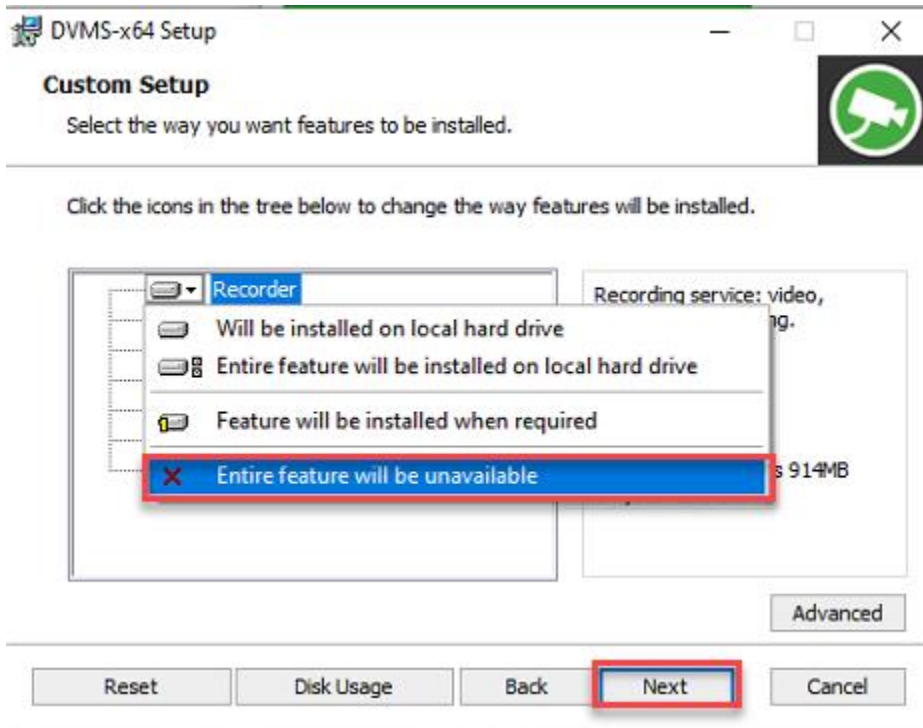 DVMS-x64 Setup
Custom Setup
Select the way you want features to be installed.
Click the icons in the tree below to change the way features will be installed.
Recorder
Recording service: video,
Will be installed on local hard drive
Entire feature will be installed on local hard drive
Feature will be installed when required
Entire feature will be unavailable
914MB
Advanced
Reset
Disk Usage
Back
Next
Cancel